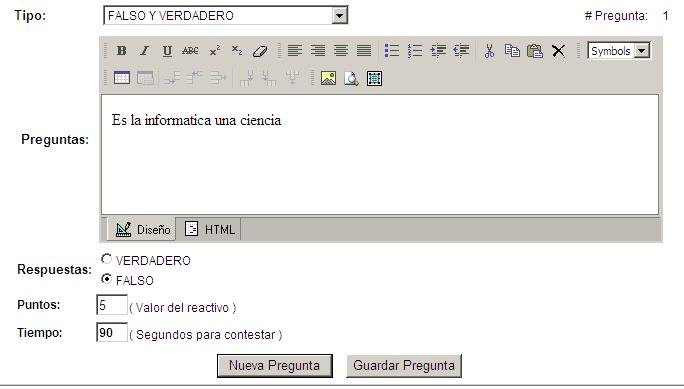 Tipo: FALSO Y VERDADERO # Pregunta: 1
B I U ABC x² x₂ Symbols
Preguntas: Es la informatica una ciencia
Diseño HTML
Respuestas: VERDADERO
FALSO
Puntos: 5 ( Valor del reactivo )
Tiempo: 90 ( Segundos para contestar )
Nueva Pregunta Guardar Pregunta